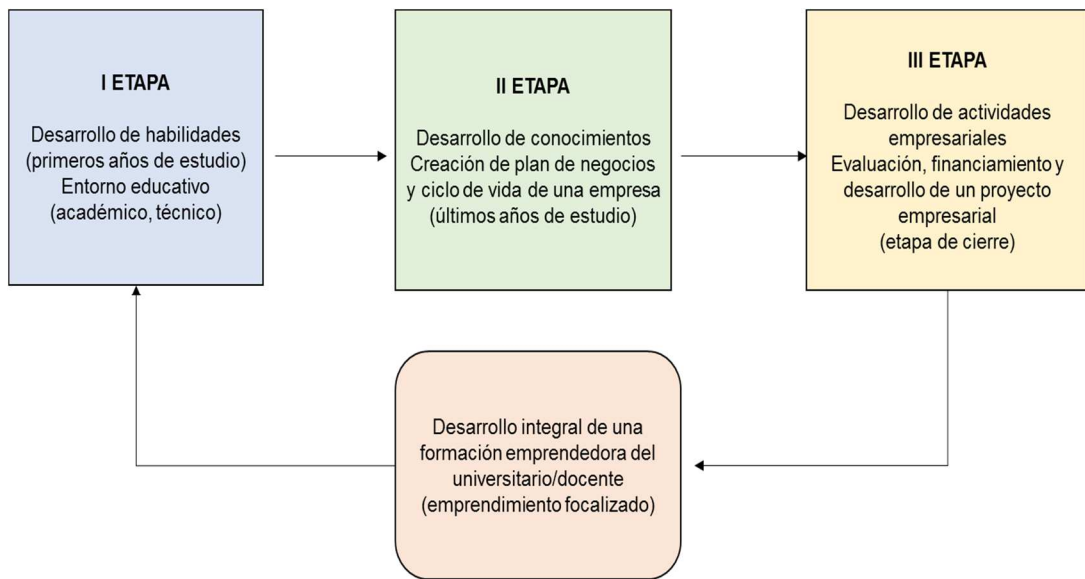 I ETAPA
Desarrollo de habilidades
(primeros años de estudio)
Entorno educativo
(académico, técnico)
II ETAPA
Desarrollo de conocimientos
Creación de plan de negocios
y ciclo de vida de una empresa
(últimos años de estudio)
III ETAPA
Desarrollo de actividades
empresariales
Evaluación, financiamiento y
desarrollo de un proyecto
empresarial
(etapa de cierre)
Desarrollo integral de una
formación emprendedora del
universitario/docente
(emprendimiento focalizado)